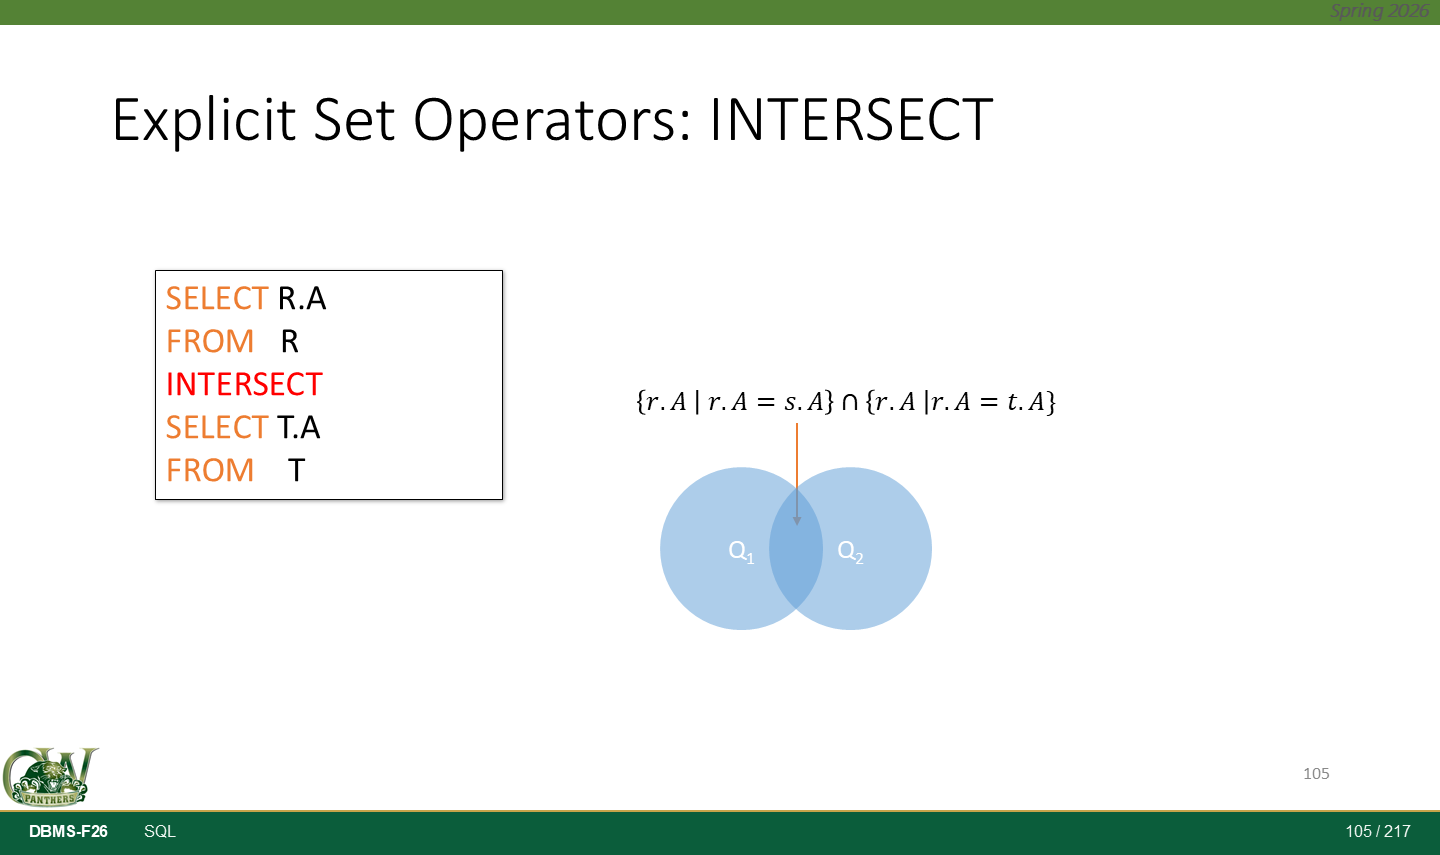 Spring 2026
Explicit Set Operators: INTERSECT
SELECT R.A
FROM R
INTERSECT
SELECT T.A
FROM T
{r.A | r.A = s.A} ∩ {r.A |r.A = t.A}
Q1 Q2
OW
PANTHERS
105
DBMS-F26 SQL 105 / 217